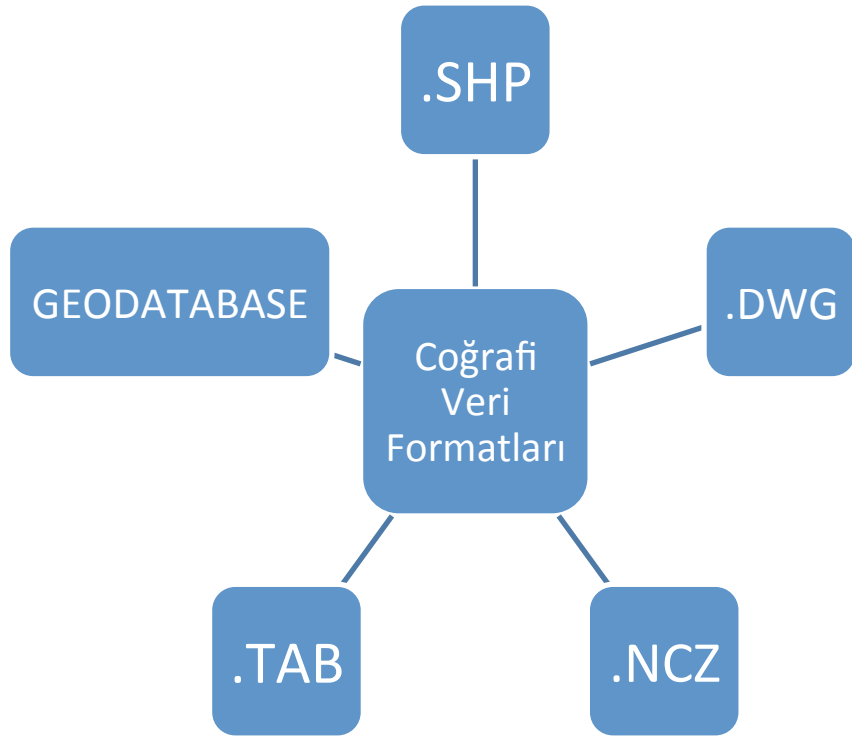 .SHP
GEODATABASE
.DWG
Coğrafi
Veri
Formatları
.TAB
.NCZ